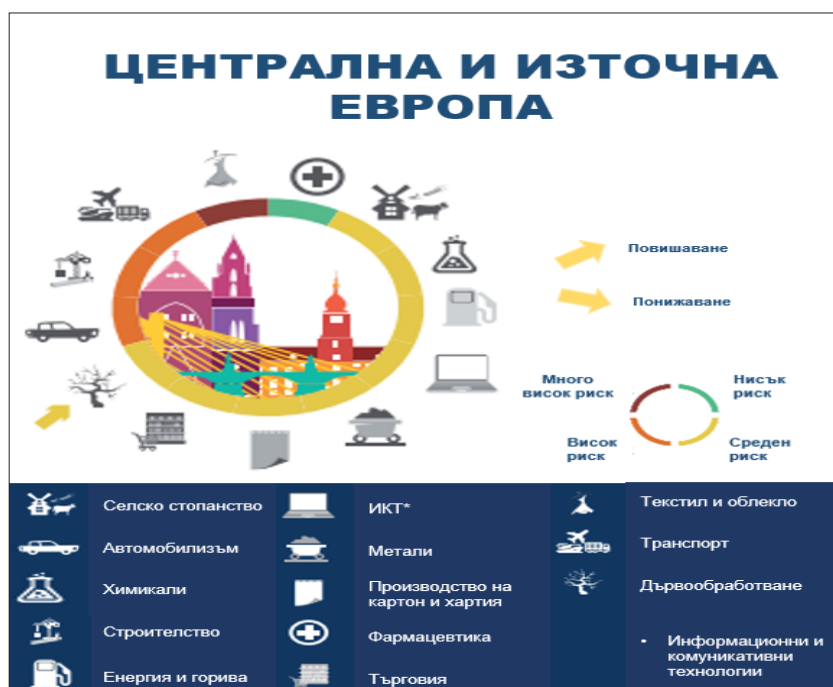 ЦЕНТРАЛНА И ИЗТОЧНА
ЕВРОПА
Повишаване
Понижаване
Много
висок риск
Нисък
риск
Висок
риск
Среден
риск
Селско стопанство
Автомобилизъм
Химикали
Строителство
Енергия и горива
ИКТ*
Метали
Производство на
картон и хартия
Фармацевтика
Търговия
Текстил и облекло
Транспорт
Дървообработване
• Информационни и
комуникативни
технологии